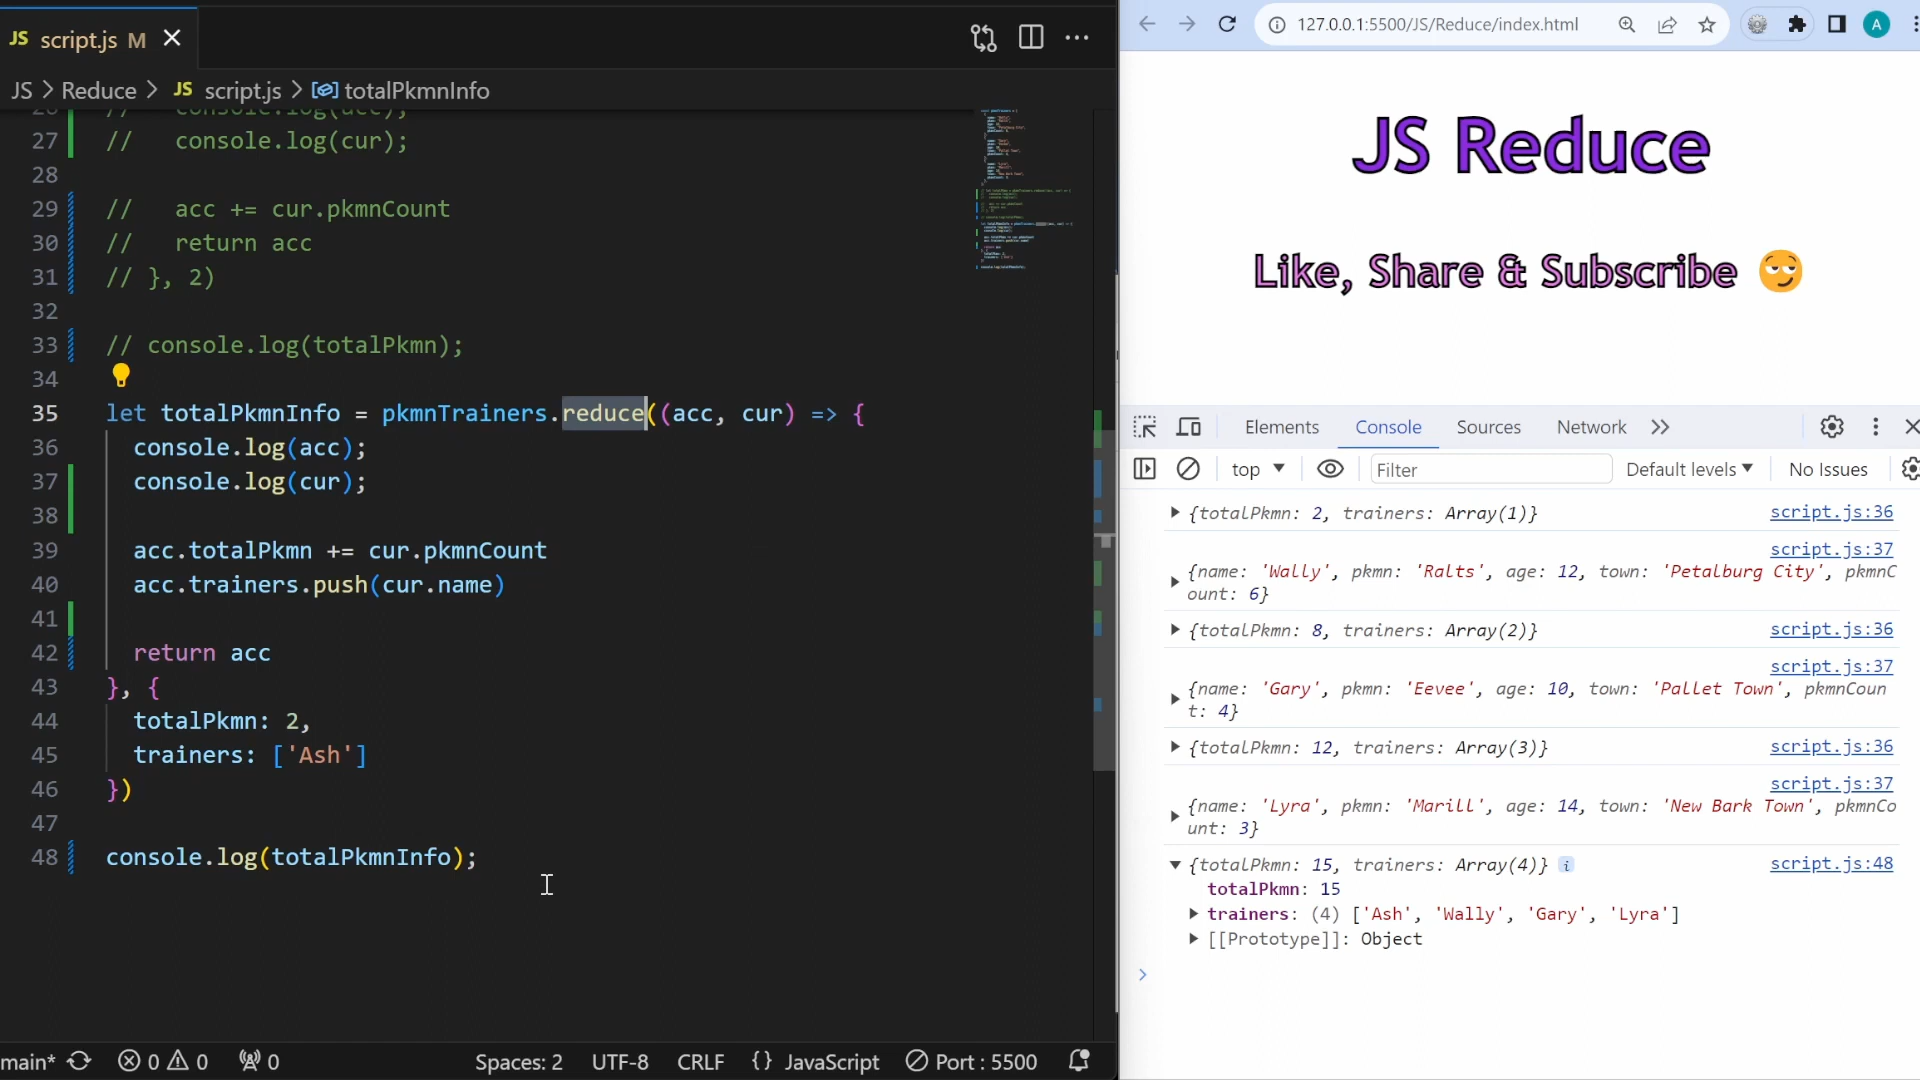 JS script.js M
JS > Reduce > JS script.js > totalPkmnInfo
26 // console.log(acc);
27 // console.log(cur);
28
29 // acc += cur.pkmnCount
30 // return acc
31 // }, 2)
32
33 // console.log(totalPkmn);
34
35 let totalPkmnInfo = pkmnTrainers.reduce((acc, cur) => {
36 console.log(acc);
37 console.log(cur);
38
39 acc.totalPkmn += cur.pkmnCount
40 acc.trainers.push(cur.name)
41
42 return acc
43 }, {
44 totalPkmn: 2,
45 trainers: ['Ash']
46 })
47
48 console.log(totalPkmnInfo);
main* 0 0 0 Spaces: 2 UTF-8 CRLF {} JavaScript Port : 5500
127.0.0.1:5500/JS/Reduce/index.html A
JS Reduce
Like, Share & Subscribe 😏
Elements Console Sources Network
top Filter Default levels No Issues
{totalPkmn: 2, trainers: Array(1)} script.js:36
script.js:37
{name: 'Wally', pkmn: 'Ralts', age: 12, town: 'Petalburg City', pkmnC
ount: 6}
{totalPkmn: 8, trainers: Array(2)} script.js:36
script.js:37
{name: 'Gary', pkmn: 'Eevee', age: 10, town: 'Pallet Town', pkmnCoun
t: 4}
{totalPkmn: 12, trainers: Array(3)} script.js:36
script.js:37
{name: 'Lyra', pkmn: 'Marill', age: 14, town: 'New Bark Town', pkmnCo
unt: 3}
{totalPkmn: 15, trainers: Array(4)} i script.js:48
totalPkmn: 15
trainers: (4) ['Ash', 'Wally', 'Gary', 'Lyra']
[[Prototype]]: Object